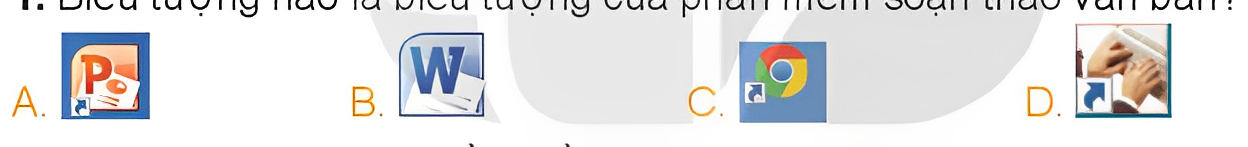 1. Biểu tượng nào là biểu tượng của phần mềm soạn thảo văn bản?
A. B. C. D.